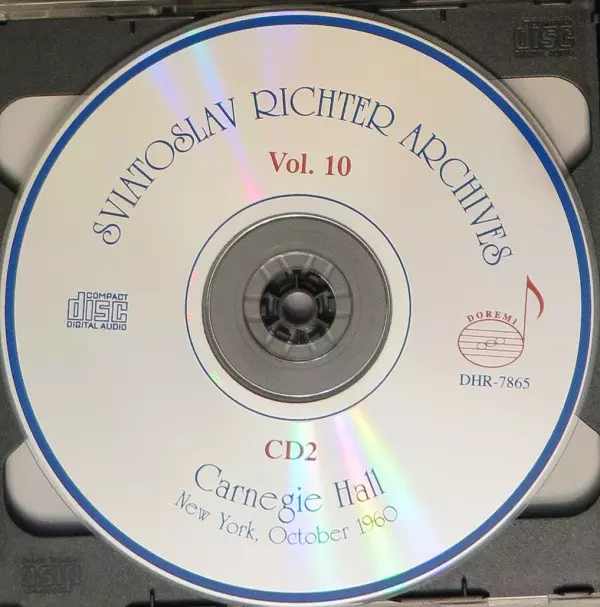 SVIATOSLAV RICHTER ARCHIVES
Vol. 10
COMPACT
disc
DIGITAL AUDIO
DOREMI
DHR-7865
CD2
Carnegie Hall
New York, October 1960
disc